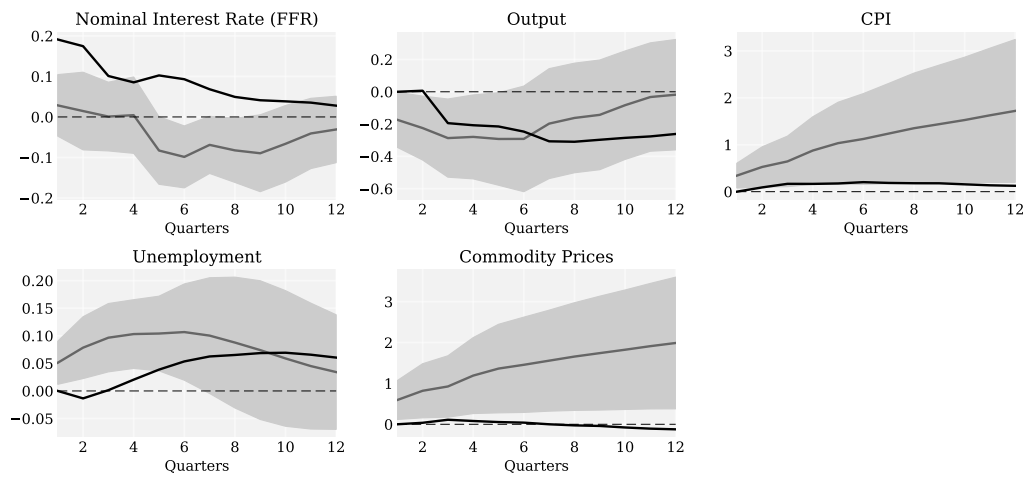 Nominal Interest Rate (FFR)
0.2
0.1
0.0
−0.1
−0.2
2 4 6 8 10 12
Quarters
Output
0.2
0.0
−0.2
−0.4
−0.6
2 4 6 8 10 12
Quarters
CPI
3
2
1
0
2 4 6 8 10 12
Quarters
Unemployment
0.20
0.15
0.10
0.05
0.00
−0.05
2 4 6 8 10 12
Quarters
Commodity Prices
3
2
1
0
2 4 6 8 10 12
Quarters